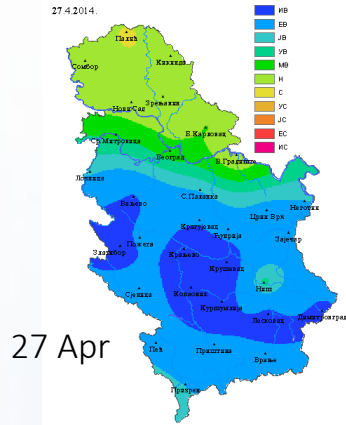 27.4.2014.
ИВ
ЕВ
ЈВ
УВ
МВ
Н
С
УС
ЈС
ЕС
ИС
Палић
Сомбор
Кикинда
Зрењанин
Нови Сад
Б.Карловац
Ср.Митровица
Београд
В.Градиште
Лозница
С.Паланка
Ваљево
Неготин
Црни Врх
Крагујевац
Ћуприја
Зајечар
Пожега
Златибор
Краљево
Крушевац
Ниш
Сјеница
Копаоник
Куршумлија
Лесковац
Димитровград
27 Apr
Пећ
Приштина
Врање
Призрен